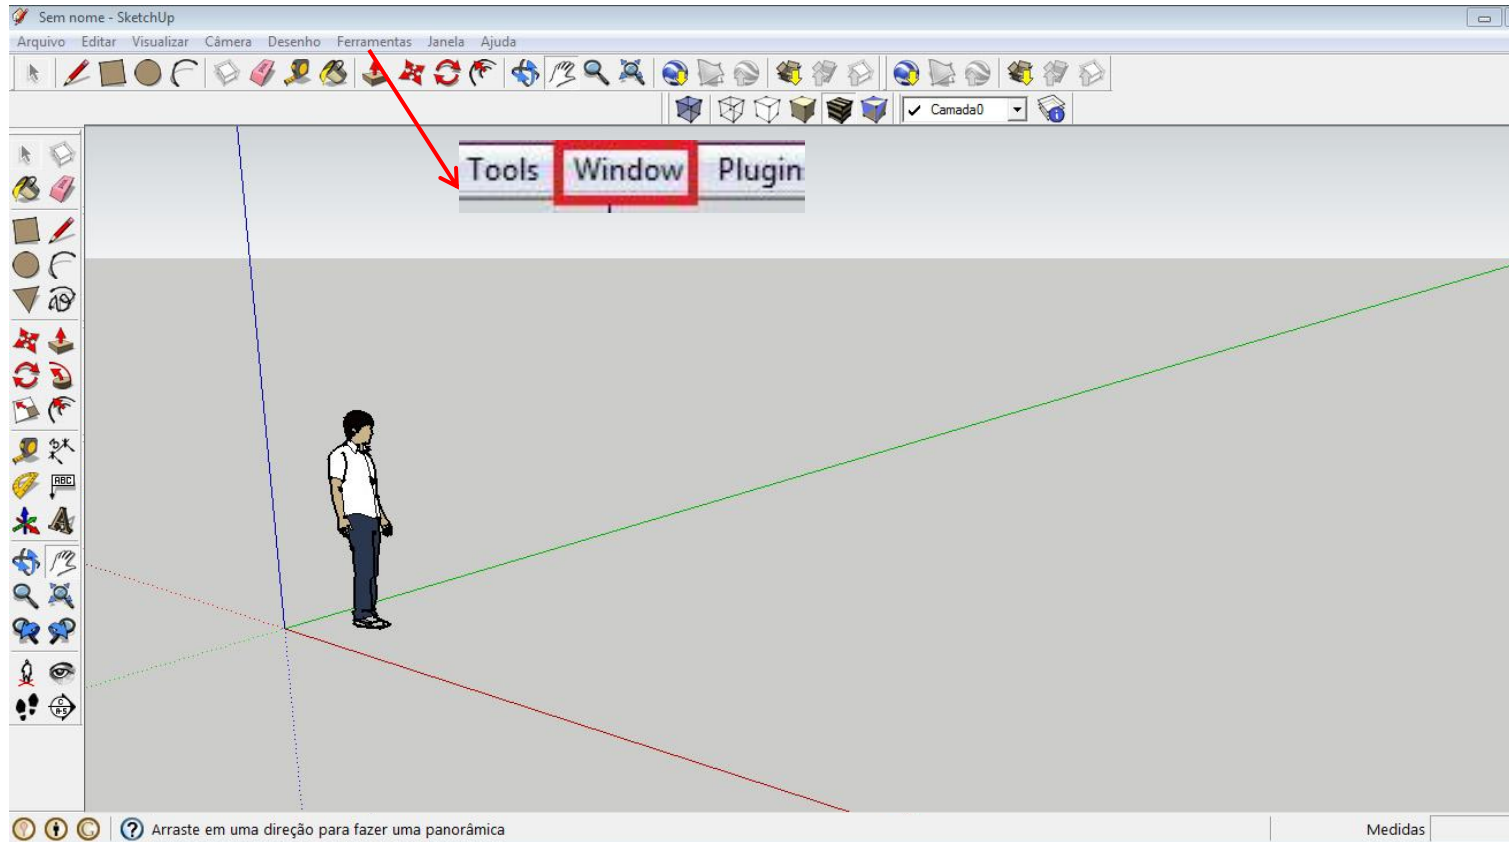 Sem nome - SketchUp
Arquivo Editar Visualizar Câmera Desenho Ferramentas Janela Ajuda
Camada0
Tools Window Plugin
ABC
Arraste em uma direção para fazer uma panorâmica
Medidas